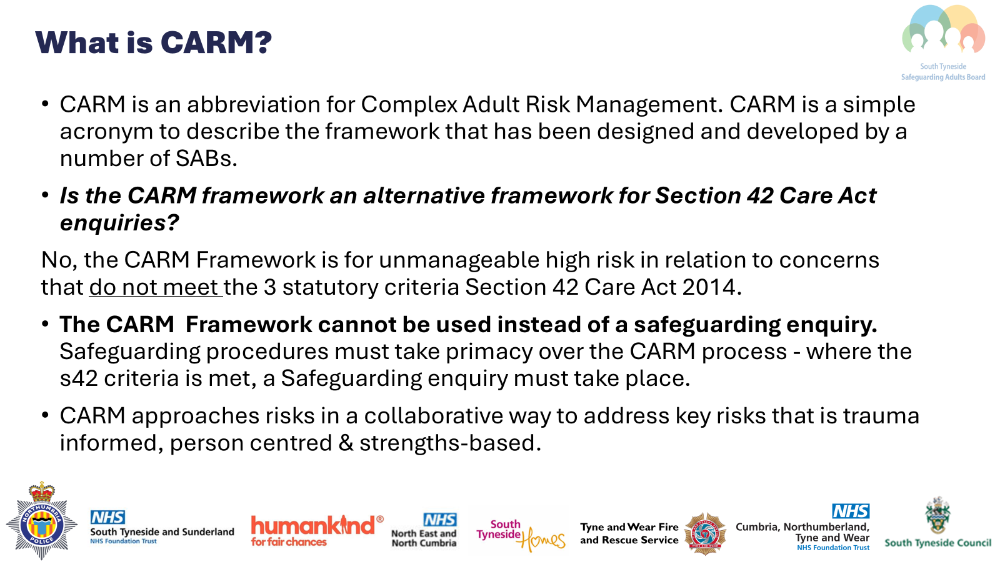 What is CARM?
South Tyneside
Safeguarding Adults Board
• CARM is an abbreviation for Complex Adult Risk Management. CARM is a simple
acronym to describe the framework that has been designed and developed by a
number of SABs.
• Is the CARM framework an alternative framework for Section 42 Care Act
enquiries?
No, the CARM Framework is for unmanageable high risk in relation to concerns
that do not meet the 3 statutory criteria Section 42 Care Act 2014.
• The CARM  Framework cannot be used instead of a safeguarding enquiry.
Safeguarding procedures must take primacy over the CARM process - where the
s42 criteria is met, a Safeguarding enquiry must take place.
• CARM approaches risks in a collaborative way to address key risks that is trauma
informed, person centred & strengths-based.
NORTHUMBRIA
POLICE
NHS
South Tyneside and Sunderland
NHS Foundation Trust
humankind®
for fair chances
NHS
North East and
North Cumbria
South
Tyneside
Homes
Tyne and Wear Fire
and Rescue Service
NHS
Cumbria, Northumberland,
Tyne and Wear
NHS Foundation Trust
South Tyneside Council